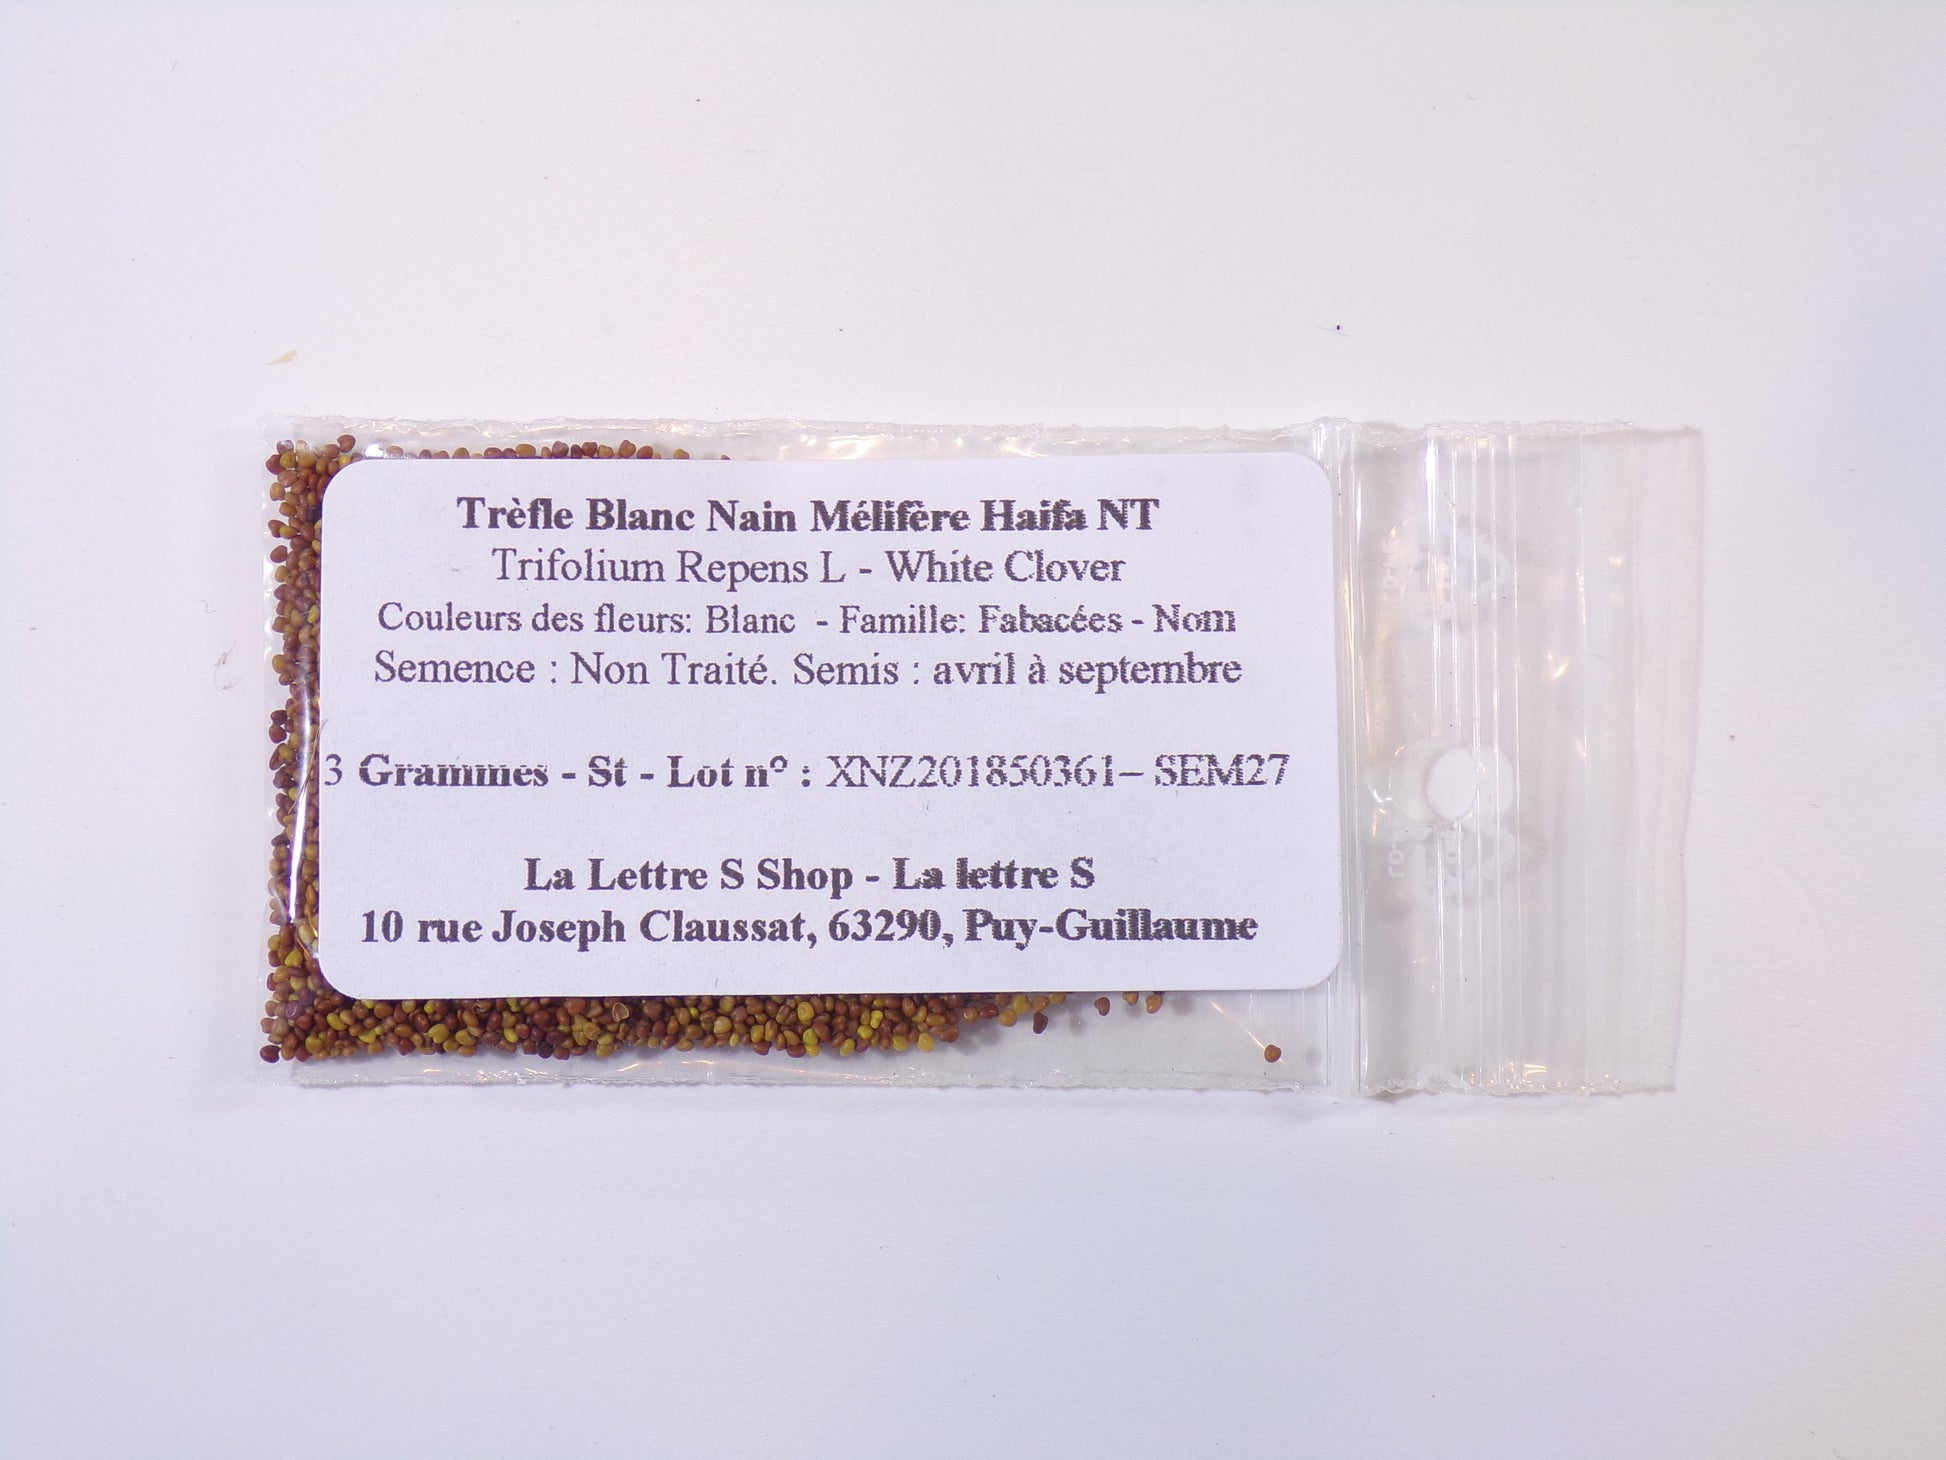 Trèfle Blanc Nain Mélifère Haifa NT
Trifolium Repens L - White Clover
Couleurs des fleurs: Blanc - Famille: Fabacées - Nom
Semence : Non Traité. Semis : avril à septembre
3 Grammes - St - Lot n° : XNZ201850361– SEM27
La Lettre S Shop - La lettre S
10 rue Joseph Claussat, 63290, Puy-Guillaume